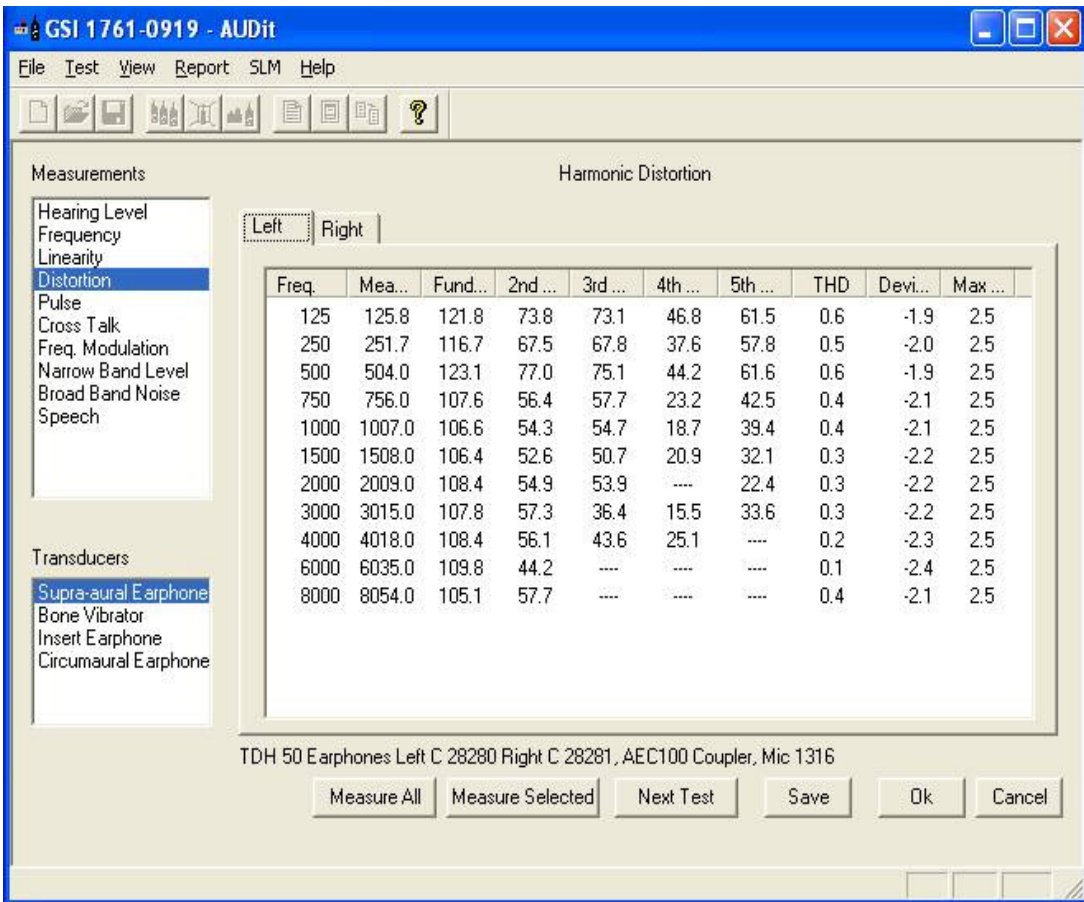 GSI 1761-0919 - AUDit
File Test View Report SLM Help
Measurements
Harmonic Distortion
Hearing Level
Frequency
Linearity
Distortion
Pulse
Cross Talk
Freq. Modulation
Narrow Band Level
Broad Band Noise
Speech
Left Right
Freq. Mea... Fund... 2nd ... 3rd ... 4th ... 5th ... THD Devi... Max ...
125 125.8 121.8 73.8 73.1 46.8 61.5 0.6 -1.9 2.5
250 251.7 116.7 67.5 67.8 37.6 57.8 0.5 -2.0 2.5
500 504.0 123.1 77.0 75.1 44.2 61.6 0.6 -1.9 2.5
750 756.0 107.6 56.4 57.7 23.2 42.5 0.4 -2.1 2.5
1000 1007.0 106.6 54.3 54.7 18.7 39.4 0.4 -2.1 2.5
1500 1508.0 106.4 52.6 50.7 20.9 32.1 0.3 -2.2 2.5
2000 2009.0 108.4 54.9 53.9 ---- 22.4 0.3 -2.2 2.5
3000 3015.0 107.8 57.3 36.4 15.5 33.6 0.3 -2.2 2.5
4000 4018.0 108.4 56.1 43.6 25.1 ---- 0.2 -2.3 2.5
6000 6035.0 109.8 44.2 ---- ---- ---- 0.1 -2.4 2.5
8000 8054.0 105.1 57.7 ---- ---- ---- 0.4 -2.1 2.5
Transducers
Supra-aural Earphone
Bone Vibrator
Insert Earphone
Circumaural Earphone
TDH 50 Earphones Left C 28280 Right C 28281, AEC100 Coupler, Mic 1316
Measure All Measure Selected Next Test Save Ok Cancel